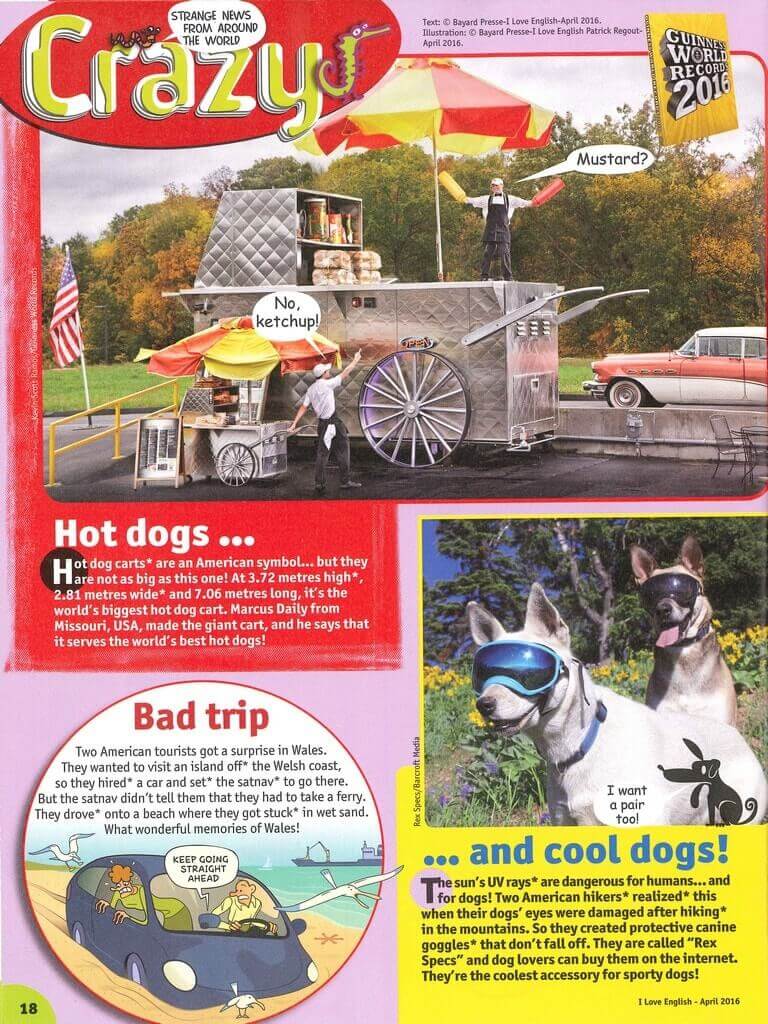 STRANGE NEWS
FROM AROUND
THE WORLD
Crazy
Text: © Bayard Presse-I Love English-April 2016.
Illustration: © Bayard Presse-I Love English Patrick Regout-
April 2016.
GUINNESS
WORLD
RECORDS
2016
Mustard?
No,
ketchup!
OPEN
Hot dogs ...
Hot dog carts* are an American symbol... but they
are not as big as this one! At 3.72 metres high*,
2.81 metres wide* and 7.06 metres long, it's the
world's biggest hot dog cart. Marcus Daily from
Missouri, USA, made the giant cart, and he says that
it serves the world's best hot dogs!
Bad trip
Two American tourists got a surprise in Wales.
They wanted to visit an island off* the Welsh coast,
so they hired* a car and set* the satnav* to go there.
But the satnav didn't tell them that they had to take a ferry.
They drove* onto a beach where they got stuck* in wet sand.
What wonderful memories of Wales!
KEEP GOING
STRAIGHT
AHEAD
Rex Specs/Barcroft Media
I want
a pair
too!
... and cool dogs!
The sun's UV rays* are dangerous for humans... and
for dogs! Two American hikers* realized* this
when their dogs' eyes were damaged after hiking*
in the mountains. So they created protective canine
goggles* that don't fall off. They are called "Rex
Specs" and dog lovers can buy them on the internet.
They're the coolest accessory for sporty dogs!
18
I Love English - April 2016